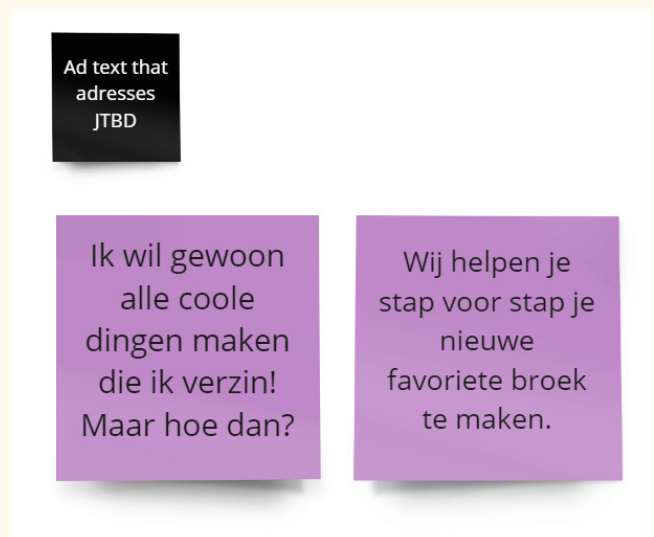 Ad text that
adresses
JTBD
Ik wil gewoon
alle coole
dingen maken
die ik verzin!
Maar hoe dan?
Wij helpen je
stap voor stap je
nieuwe
favoriete broek
te maken.